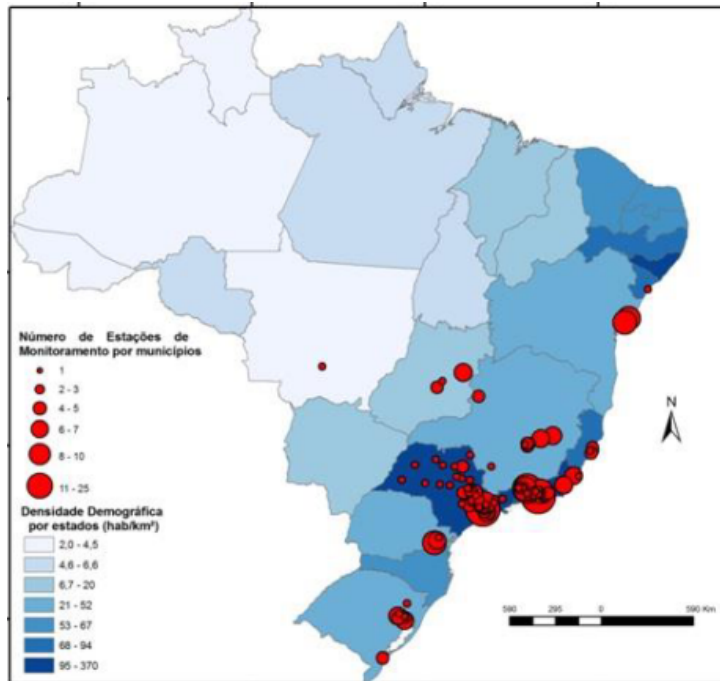 Número de Estações de
Monitoramento por municípios
1
2 - 3
4 - 5
6 - 7
8 - 10
11 - 25
Densidade Demográfica
por estados (hab/km²)
2,0 - 4,5
4,6 - 6,6
6,7 - 20
21 - 52
53 - 67
68 - 94
95 - 370
N
590 295 0 590 Km